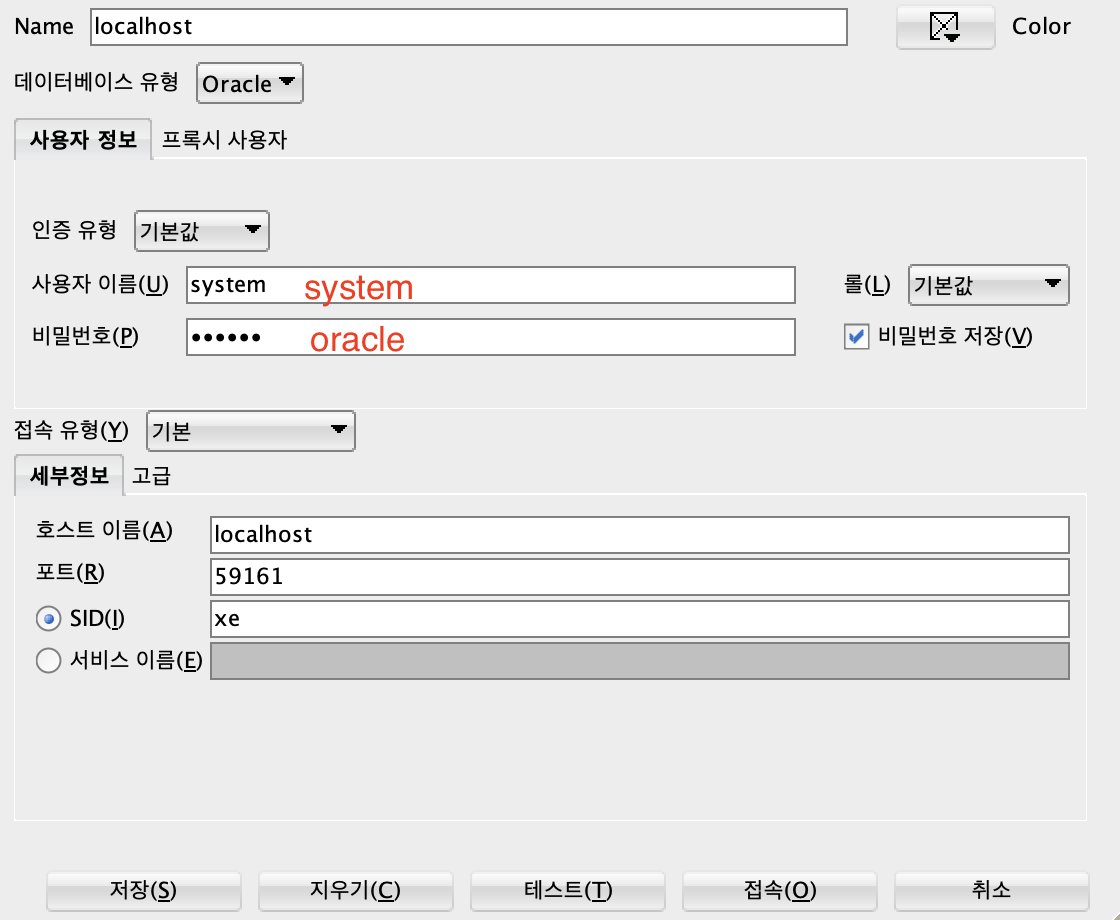 Name localhost Color
데이터베이스 유형 Oracle
사용자 정보 프록시 사용자
인증 유형 기본값
사용자 이름(U) system system 롤(L) 기본값
비밀번호(P) •••••• oracle 비밀번호 저장(V)
접속 유형(Y) 기본
세부정보 고급
호스트 이름(A) localhost
포트(R) 59161
SID(I) xe
서비스 이름(E)
저장(S) 지우기(C) 테스트(T) 접속(O) 취소